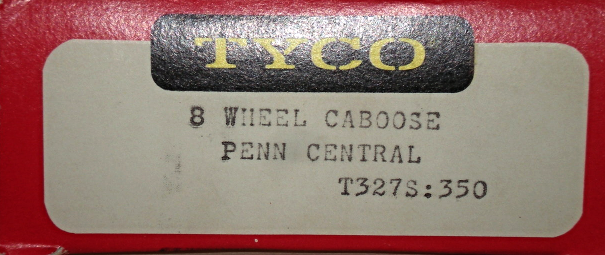 TYCO
8 WHEEL CABOOSE
PENN CENTRAL
T327S:350